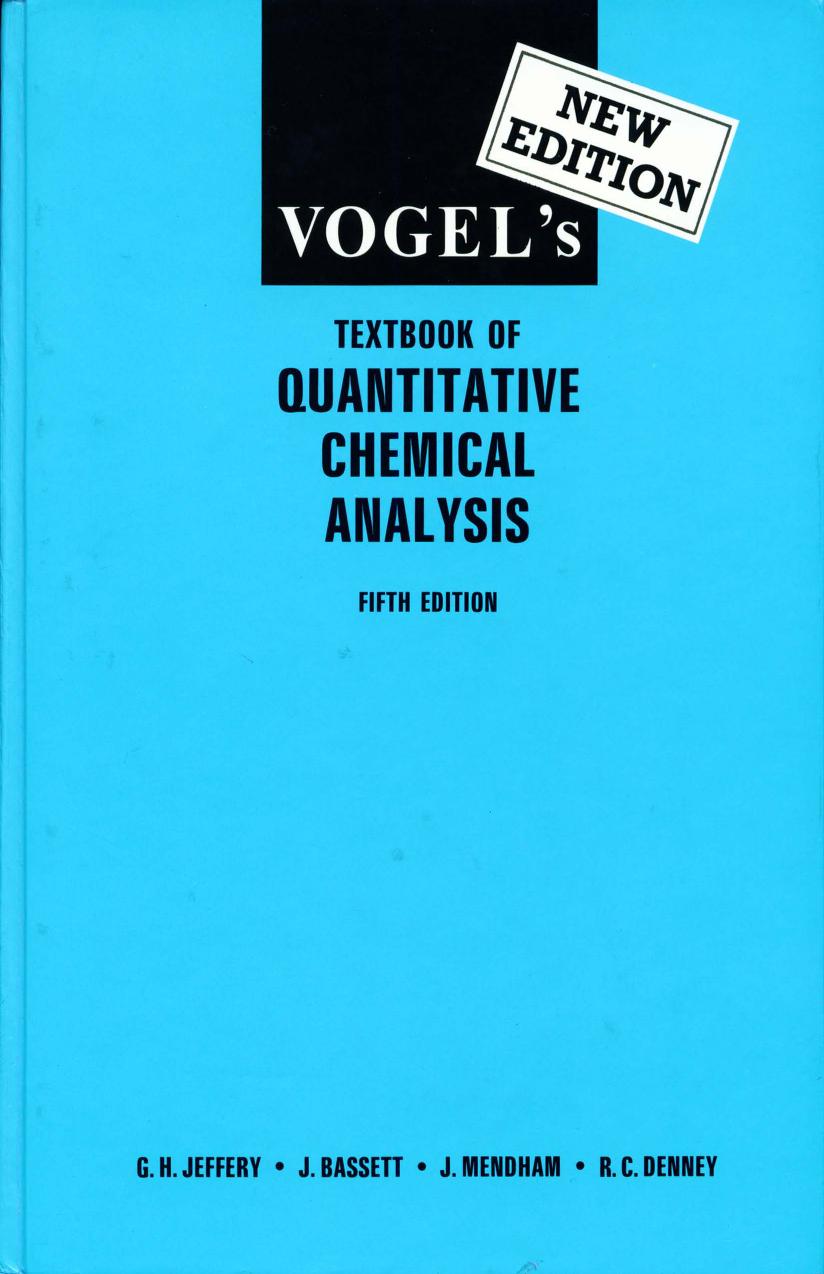 NEW
EDITION
VOGEL's
TEXTBOOK OF
QUANTITATIVE
CHEMICAL
ANALYSIS
FIFTH EDITION
G. H. JEFFERY • J. BASSETT • J. MENDHAM • R. C. DENNEY